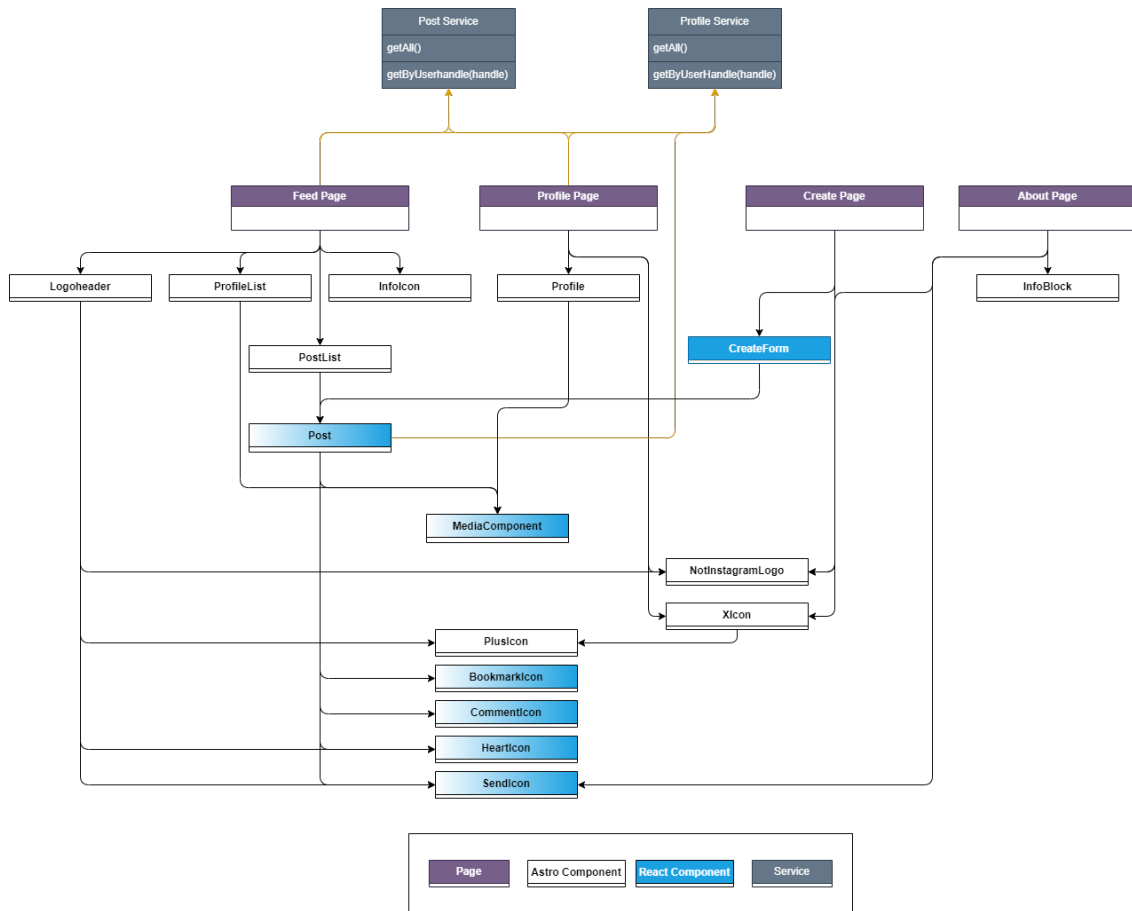 Post Service
getAll()
getByUserhandle(handle)
Profile Service
getAll()
getByUserHandle(handle)
Feed Page
Profile Page
Create Page
About Page
Logoheader
ProfileList
InfoIcon
Profile
InfoBlock
PostList
CreateForm
Post
MediaComponent
NotInstagramLogo
XIcon
PlusIcon
BookmarkIcon
CommentIcon
HeartIcon
SendIcon
Page
Astro Component
React Component
Service